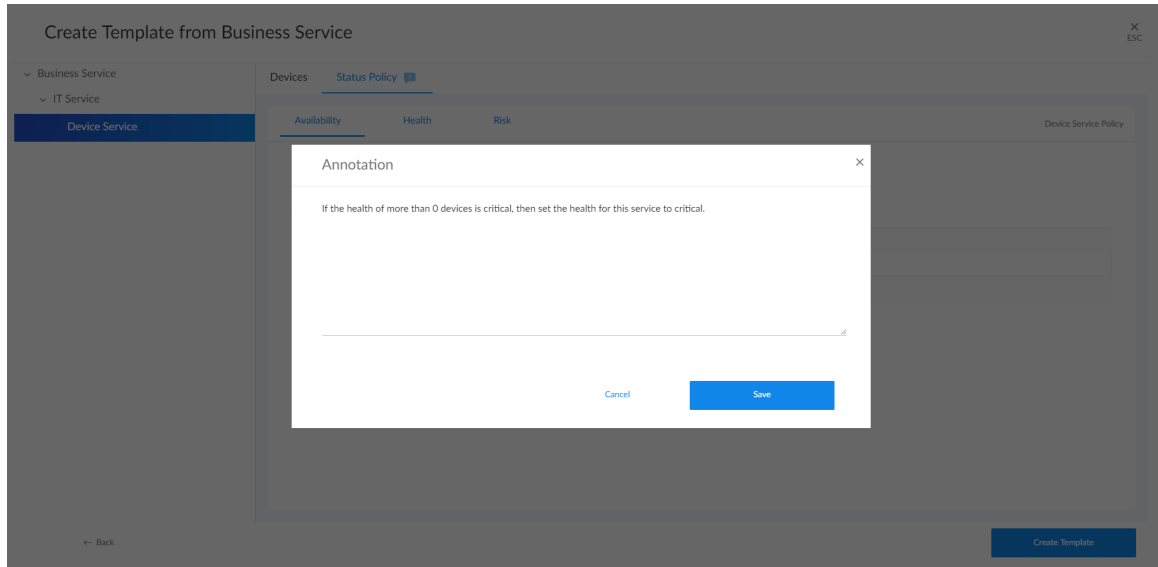 Create Template from Business Service
×
ESC
Business Service
IT Service
Device Service
Devices Status Policy
Availability Health Risk Device Service Policy
Annotation ×
If the health of more than 0 devices is critical, then set the health for this service to critical.
Cancel Save
← Back Create Template